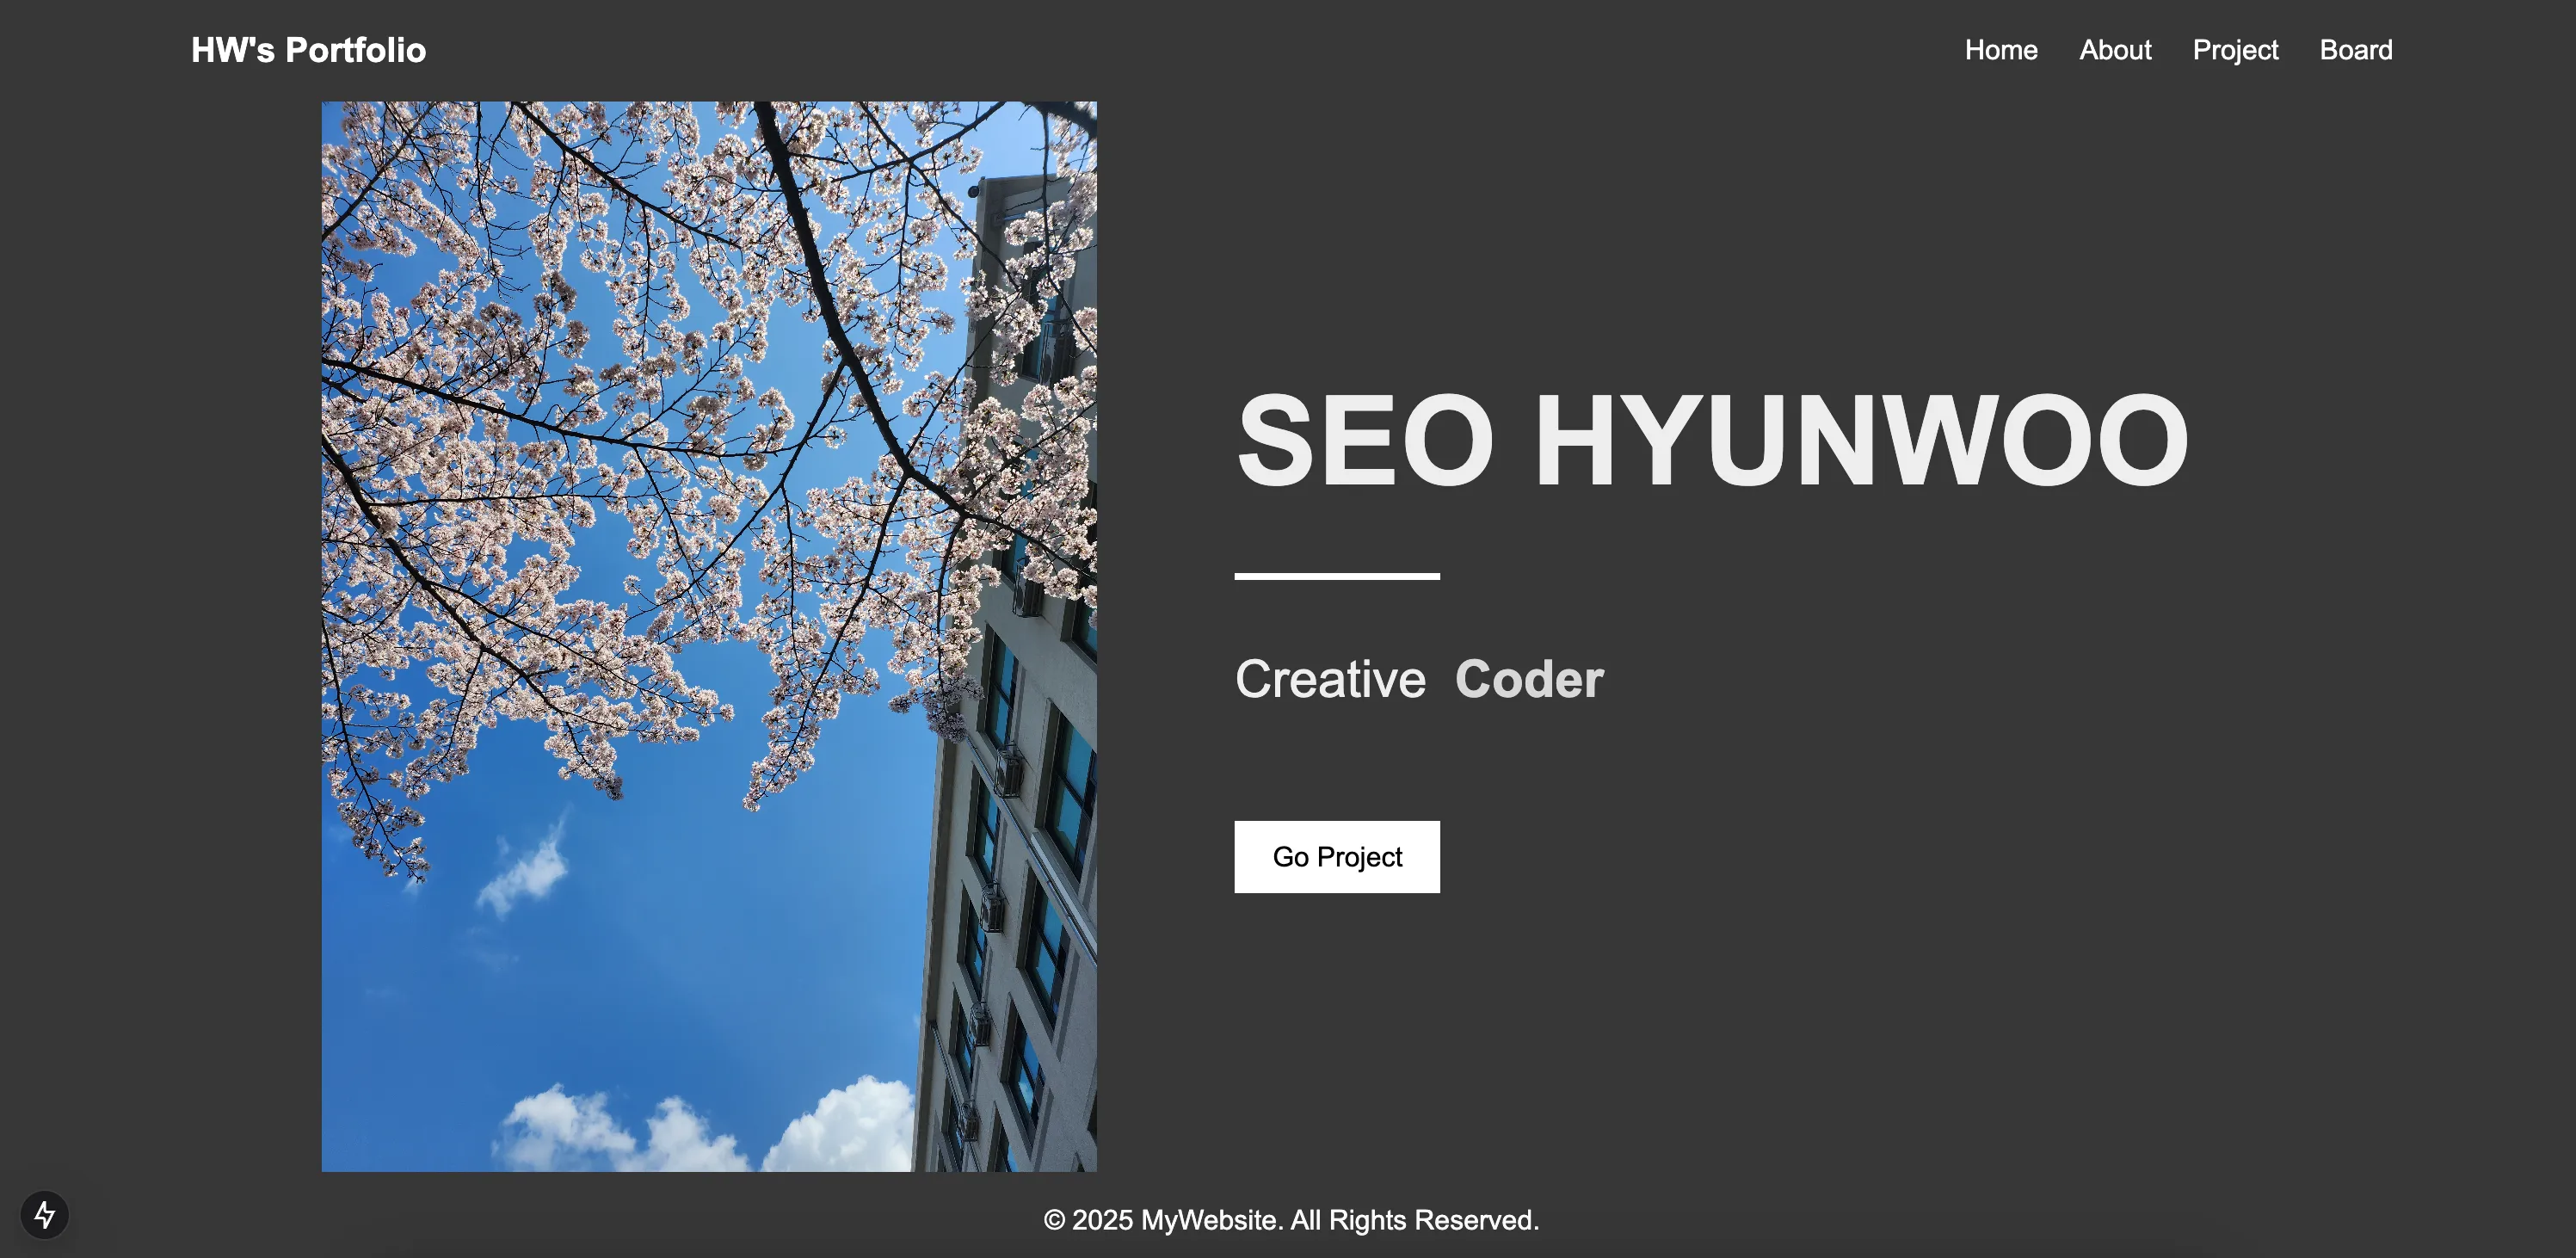 HW's Portfolio
Home About Project Board
SEO HYUNWOO
Creative Coder
Go Project
© 2025 MyWebsite. All Rights Reserved.